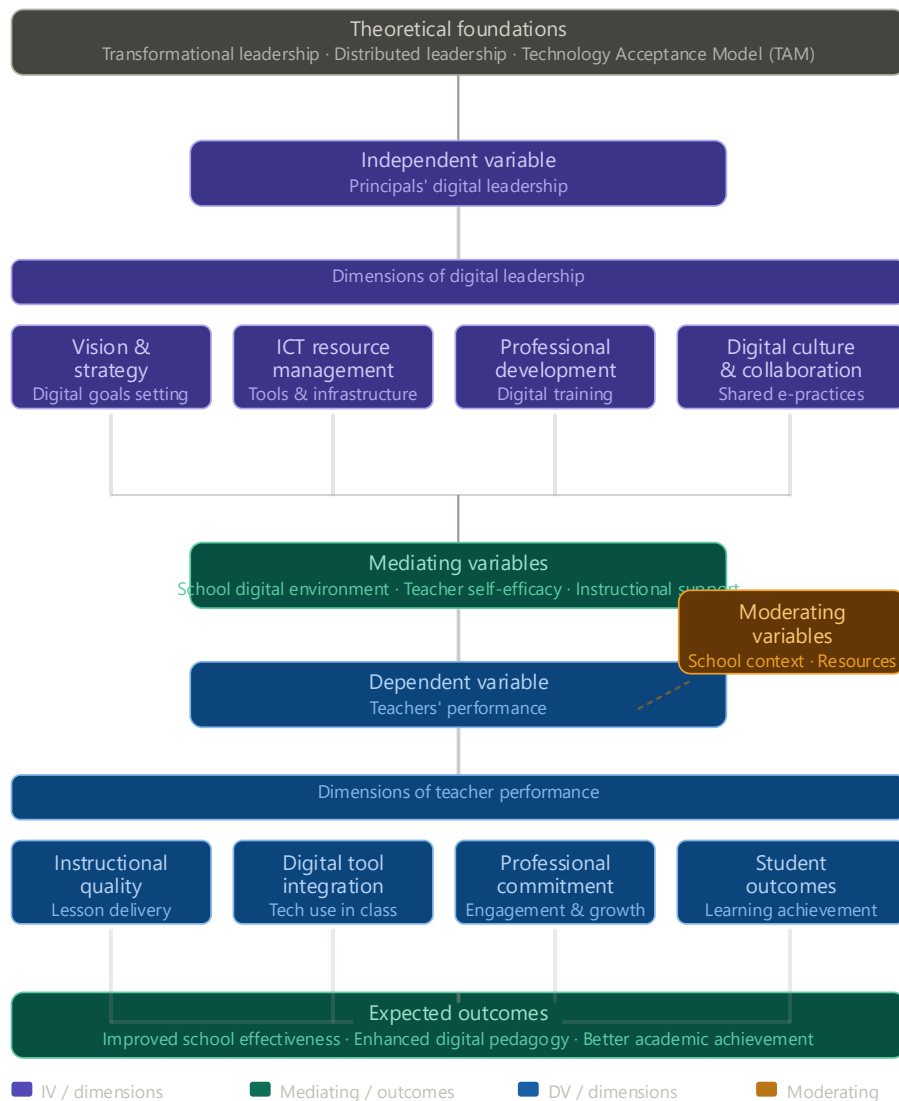 Theoretical foundations
Transformational leadership · Distributed leadership · Technology Acceptance Model (TAM)
Independent variable
Principals' digital leadership
Dimensions of digital leadership
Vision &
strategy
Digital goals setting
ICT resource
management
Tools & infrastructure
Professional
development
Digital training
Digital culture
& collaboration
Shared e-practices
Mediating variables
School digital environment · Teacher self-efficacy · Instructional support
Moderating
variables
School context · Resources
Dependent variable
Teachers' performance
Dimensions of teacher performance
Instructional
quality
Lesson delivery
Digital tool
integration
Tech use in class
Professional
commitment
Engagement & growth
Student
outcomes
Learning achievement
Expected outcomes
Improved school effectiveness · Enhanced digital pedagogy · Better academic achievement
IV / dimensions
Mediating / outcomes
DV / dimensions
Moderating